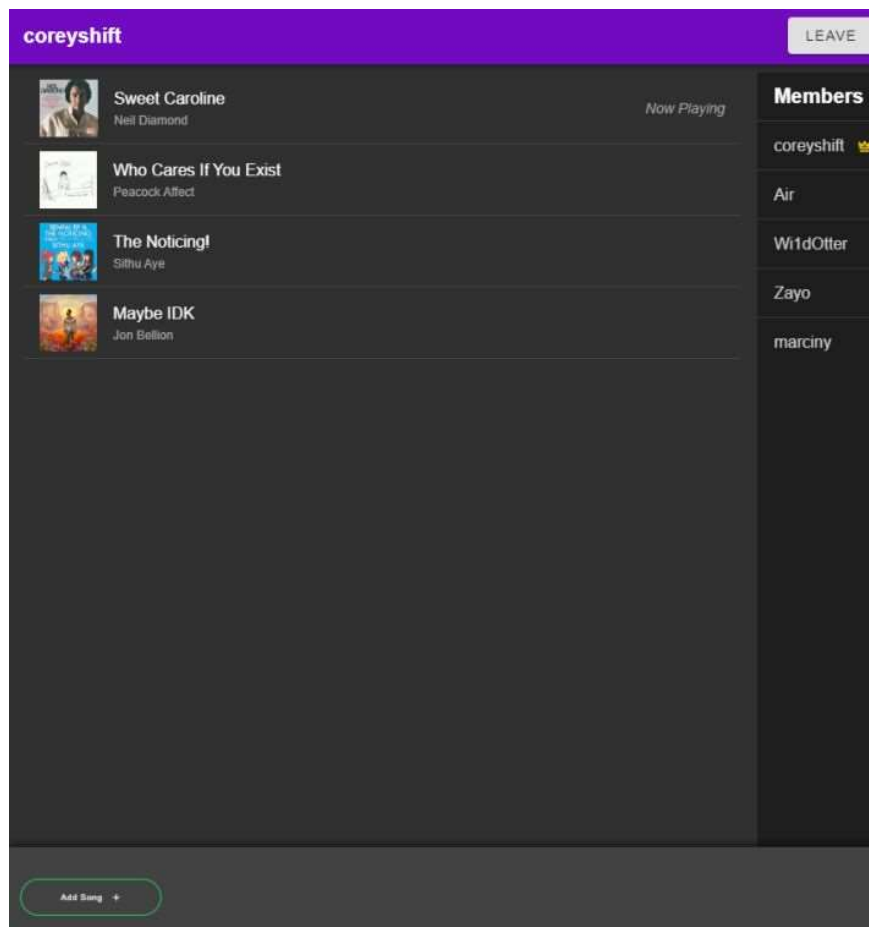 coreyshift
LEAVE
Sweet Caroline
Neil Diamond
Now Playing
Who Cares If You Exist
Peacock Affect
The Noticing!
Sithu Aye
Maybe IDK
Jon Bellion
Members
coreyshift
Air
Wi1dOtter
Zayo
marciny
Add Song +